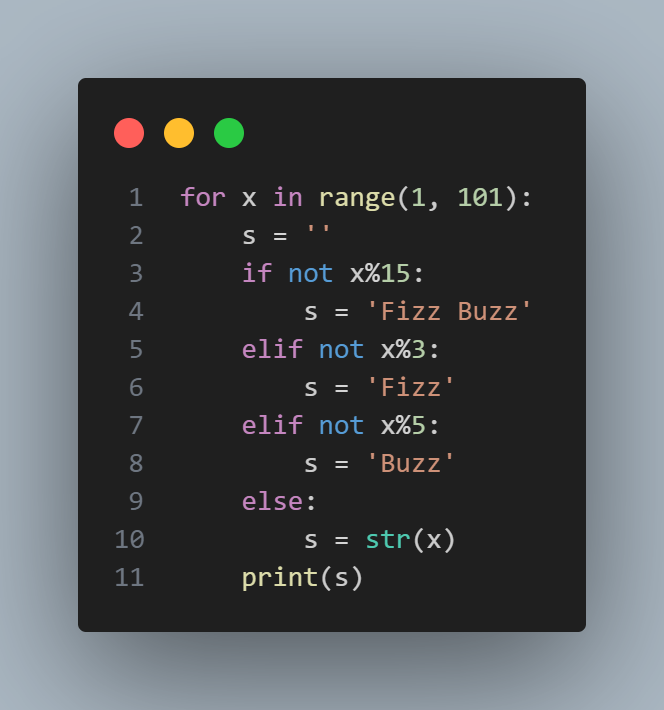 1 for x in range(1, 101):
2     s = ''
3     if not x%15:
4         s = 'Fizz Buzz'
5     elif not x%3:
6         s = 'Fizz'
7     elif not x%5:
8         s = 'Buzz'
9     else:
10         s = str(x)
11     print(s)